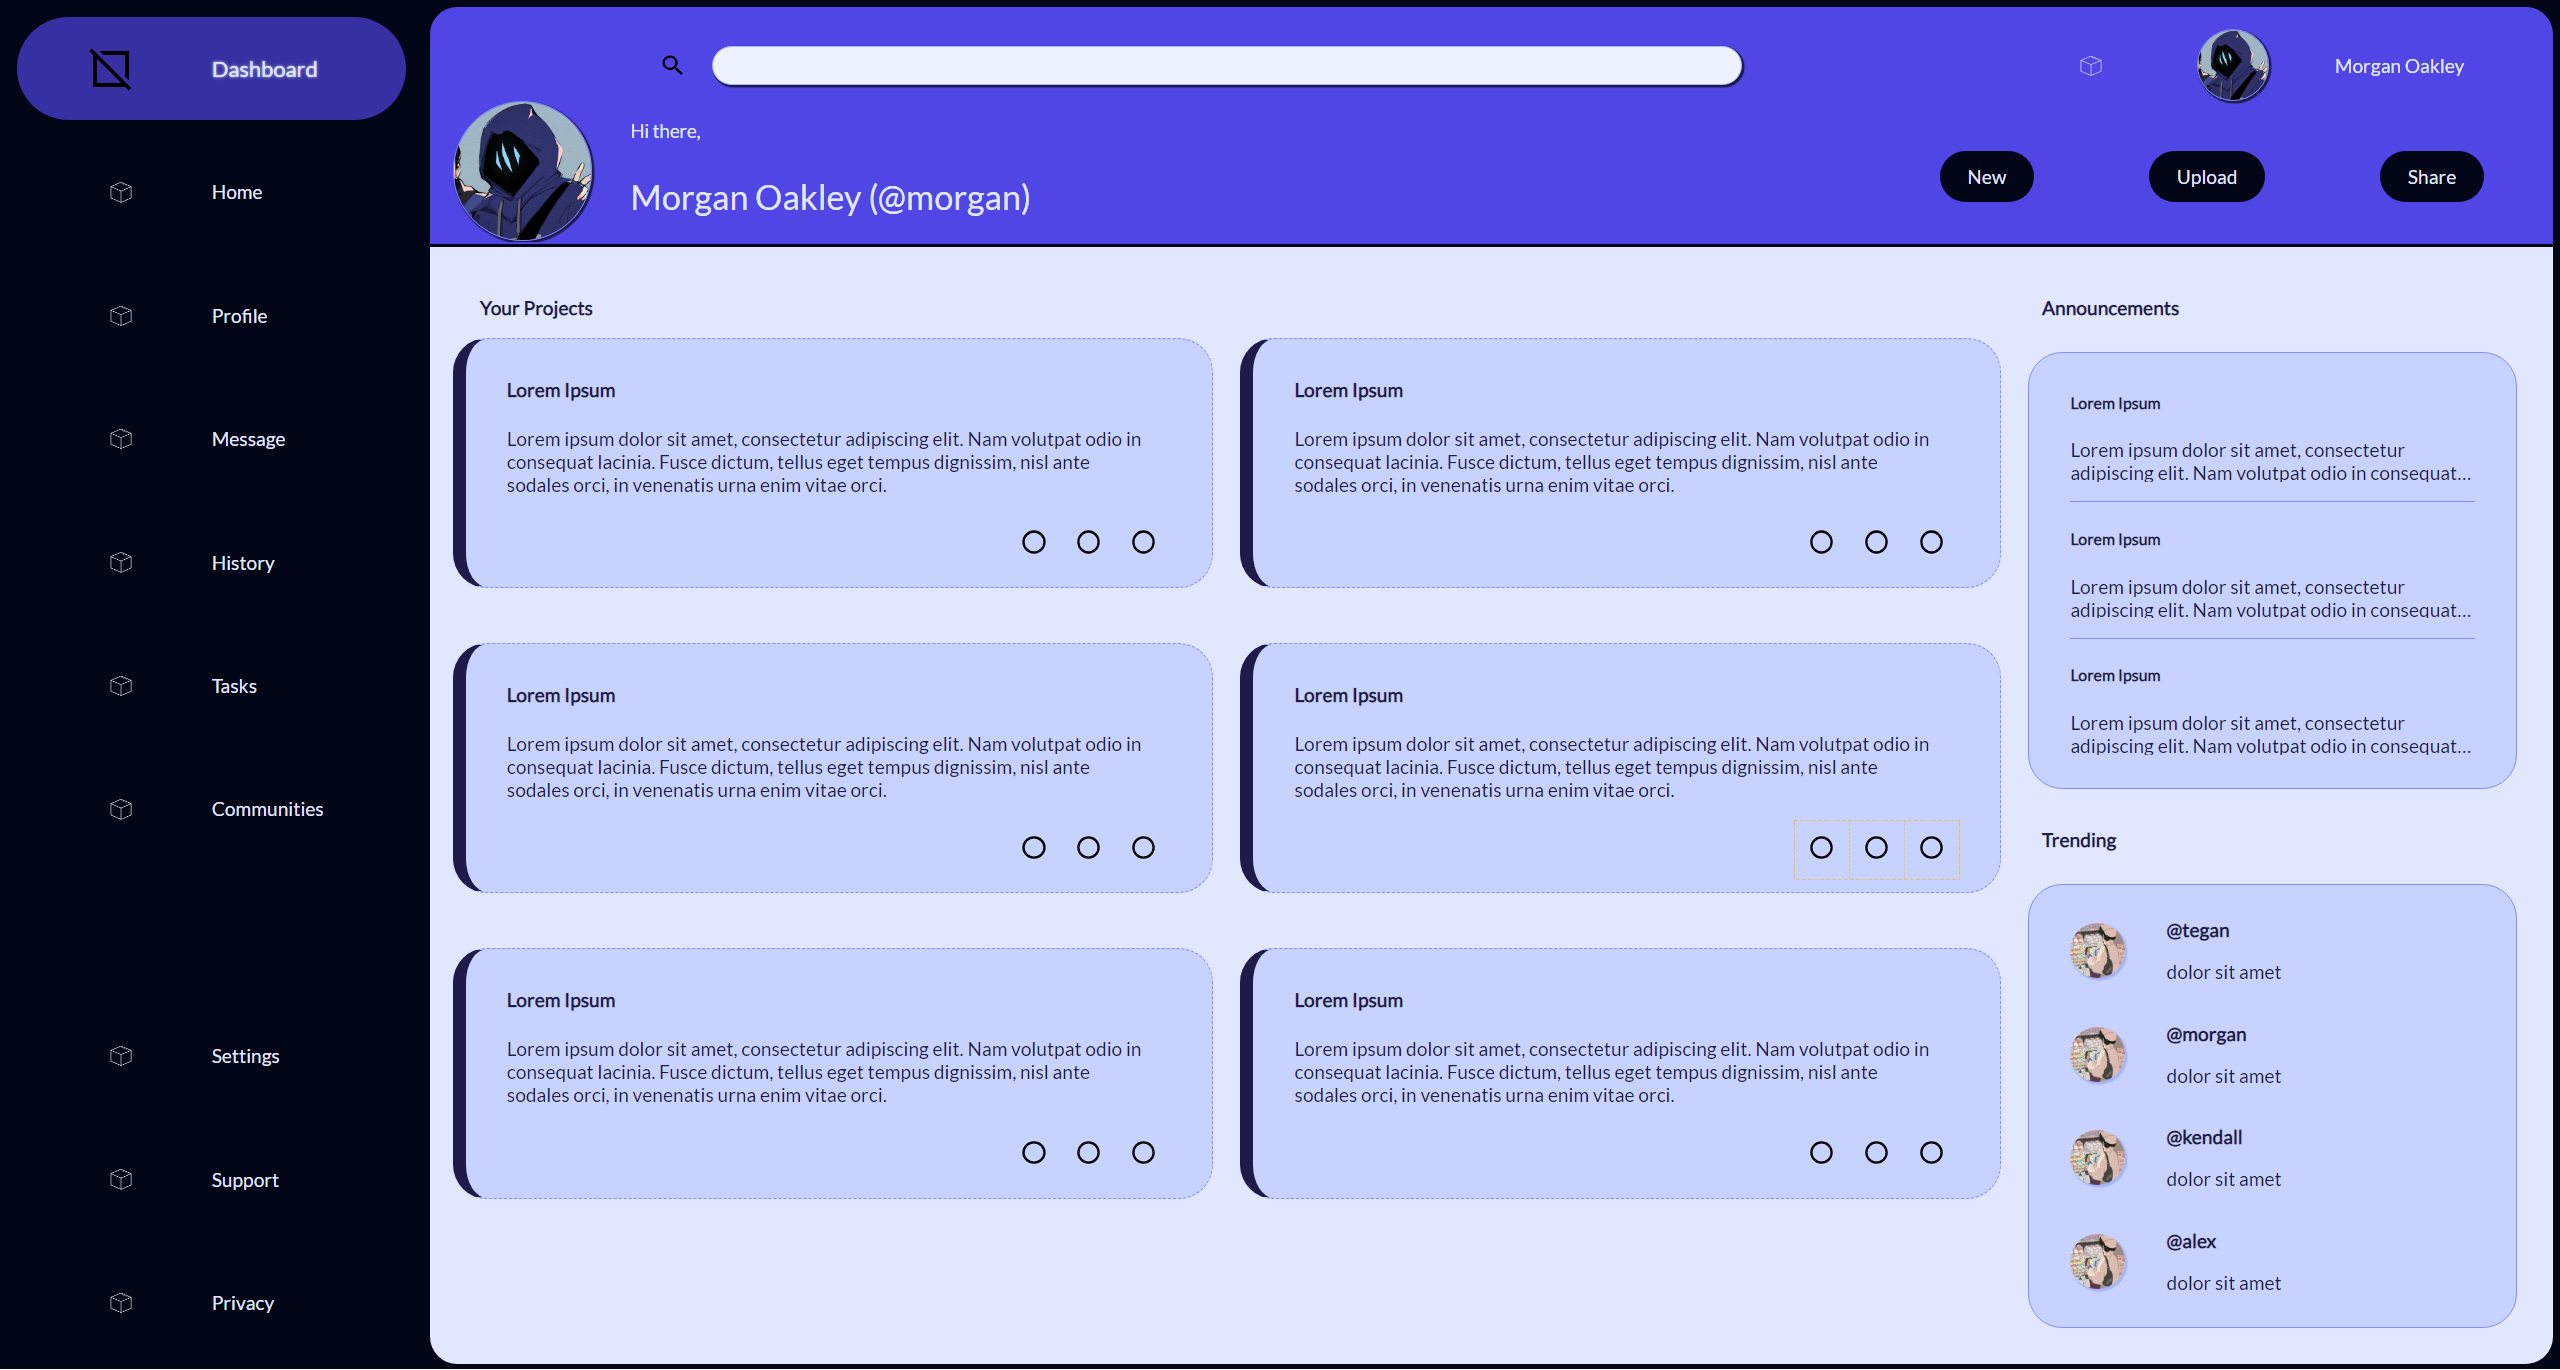 Dashboard
Home
Profile
Message
History
Tasks
Communities
Settings
Support
Privacy
Morgan Oakley
Hi there,
Morgan Oakley (@morgan)
New
Upload
Share
Your Projects
Lorem Ipsum
Lorem ipsum dolor sit amet, consectetur adipiscing elit. Nam volutpat odio in
consequat lacinia. Fusce dictum, tellus eget tempus dignissim, nisl ante
sodales orci, in venenatis urna enim vitae orci.
Lorem Ipsum
Lorem ipsum dolor sit amet, consectetur adipiscing elit. Nam volutpat odio in
consequat lacinia. Fusce dictum, tellus eget tempus dignissim, nisl ante
sodales orci, in venenatis urna enim vitae orci.
Lorem Ipsum
Lorem ipsum dolor sit amet, consectetur adipiscing elit. Nam volutpat odio in
consequat lacinia. Fusce dictum, tellus eget tempus dignissim, nisl ante
sodales orci, in venenatis urna enim vitae orci.
Lorem Ipsum
Lorem ipsum dolor sit amet, consectetur adipiscing elit. Nam volutpat odio in
consequat lacinia. Fusce dictum, tellus eget tempus dignissim, nisl ante
sodales orci, in venenatis urna enim vitae orci.
Lorem Ipsum
Lorem ipsum dolor sit amet, consectetur adipiscing elit. Nam volutpat odio in
consequat lacinia. Fusce dictum, tellus eget tempus dignissim, nisl ante
sodales orci, in venenatis urna enim vitae orci.
Lorem Ipsum
Lorem ipsum dolor sit amet, consectetur adipiscing elit. Nam volutpat odio in
consequat lacinia. Fusce dictum, tellus eget tempus dignissim, nisl ante
sodales orci, in venenatis urna enim vitae orci.
Announcements
Lorem Ipsum
Lorem ipsum dolor sit amet, consectetur
adipiscing elit. Nam volutpat odio in consequat...
Lorem Ipsum
Lorem ipsum dolor sit amet, consectetur
adipiscing elit. Nam volutpat odio in consequat...
Lorem Ipsum
Lorem ipsum dolor sit amet, consectetur
adipiscing elit. Nam volutpat odio in consequat...
Trending
@tegan
dolor sit amet
@morgan
dolor sit amet
@kendall
dolor sit amet
@alex
dolor sit amet